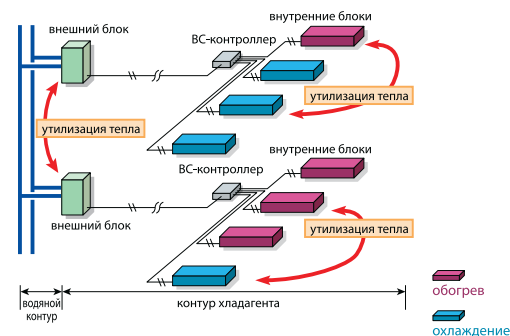 внешний блок
внутренние блоки
BC-контроллер
утилизация тепла
утилизация тепла
внутренние блоки
BC-контроллер
внешний блок
утилизация тепла
водяной
контур
контур хладагента
обогрев
охлаждение